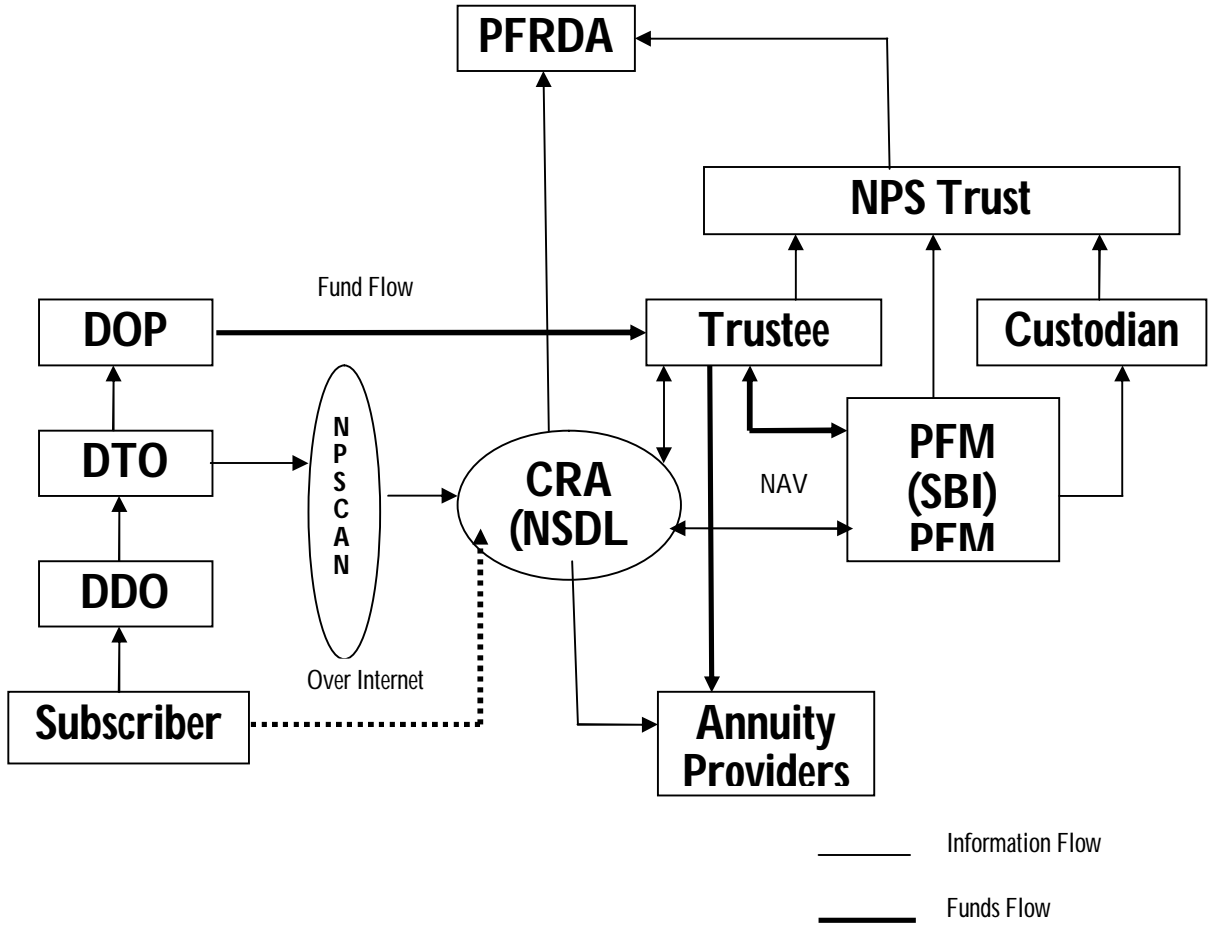 PFRDA
NPS Trust
Fund Flow
DOP
Trustee
Custodian
DTO
N
P
S
C
A
N
CRA
(NSDL
NAV
PFM
(SBI)
PFM
DDO
Over Internet
Subscriber
Annuity
Providers
Information Flow
Funds Flow